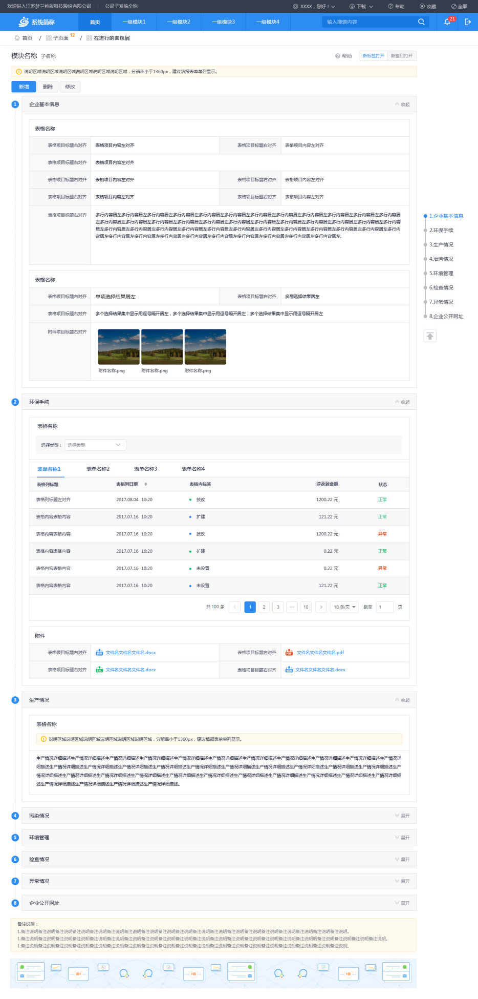 欢迎进入江苏梦兰神彩科技股份有限公司 公司子系统全称 XXXX，您好！ 下载 帮助 收藏 全屏
系统简称 首页 一级模块1 一级模块2 一级模块3 一级模块4 输入搜索内容 21
首页 / 子页面 12 / 在进行的面包屑
模块名称 子名称 帮助 新标签打开 新窗口打开
说明区域说明区域说明区域说明区域说明区域说明区域，分辨率小于1360px，建议填报表单单列显示。
新增 删除 修改
1 企业基本信息 收起
表格名称
表格项目标题右对齐 表格项目内容左对齐 表格项目标题右对齐 表格项目内容左对齐
表格项目标题右对齐 表格项目内容左对齐
表格项目标题右对齐 表格项目内容左对齐 表格项目标题右对齐 表格项目内容左对齐
表格项目标题右对齐 表格项目内容左对齐 表格项目标题右对齐 表格项目内容左对齐
表格项目标题右对齐 多行内容居左多行内容居左多行内容居左多行内容居左多行内容居左多行内容居左多行内容居左多行内容居左多行内容居左多行内容居左多行内容居左多行内容居
左多行内容居左多行内容居左多行内容居左多行内容居左多行内容居左多行内容居左多行内容居左多行内容居左多行内容居左多行内容居左多行内容居左多行内容
居左多行内容居左多行内容居左多行内容居左多行内容居左多行内容居左多行内容居左多行内容居左多行内容居左多行内容居左多行内容居左多行内容居左多行内
容居左多行内容居左多行内容居左多行内容居左多行内容居左多行内容居左多行内容居左多行内容居左多行内容居左多行内容居左.
表格名称
表格项目标题右对齐 单项选择结果居左 表格项目标题右对齐 多想选择结果居左
表格项目标题右对齐 多个选择结果集中显示用逗号隔开居左，多个选择结果集中显示用逗号隔开居左，多个选择结果集中显示用逗号隔开居左
附件项目标题右对齐
附件名称.png 附件名称.png 附件名称.png
1.企业基本信息
2.环保手续
3.生产情况
4.治污情况
5.环境管理
6.检查情况
7.异常情况
8.企业公开网址
2 环保手续 收起
表格名称
选择类型： 选择类型
表单名称1 表单名称2 表单名称3 表单名称4
表格列标题 表格列日期 表格内标签 涉及到金额 状态
表格列标题左对齐 2017.08.04 10:20 技改 1200.22 元 正常
表格内容表格内容 2017.07.16 10:20 扩建 121.22 元 正常
表格内容表格内容 2017.07.16 10:20 技改 1200.22 元 异常
表格内容表格内容 2017.07.16 10:20 扩建 0.22 元 正常
表格内容表格内容 2017.07.16 10:20 未设置 0.22 元 异常
表格内容表格内容 2017.07.16 10:20 未设置 121.22 元 正常
共 100 条 < 1 2 3 ••• 10 > 10 条/页 跳至 1 页
附件
表格项目标题右对齐 文件名文件名文件名.docx 表格项目标题右对齐 PDF 文件名文件名文件名.pdf
表格项目标题右对齐 文件名文件名文件名.docx 表格项目标题右对齐 文件名文件名文件名.docx
3 生产情况 收起
表格名称
说明区域说明区域说明区域说明区域说明区域说明区域，分辨率小于1360px，建议填报表单单列显示。
生产情况详细描述生产情况详细描述生产情况详细描述生产情况详细描述生产情况详细描述生产情况详细描述生产情况详细描述生产情况详细描述生产情况详细描述生产情况详细描述生产情况详
细描述生产情况详细描述生产情况详细描述生产情况详细描述生产情况详细描述生产情况详细描述生产情况详细描述生产情况详细描述生产情况详细描述生产情况详细描述生产情况详细描述生产
情况详细描述生产情况详细描述生产情况详细描述生产情况详细描述生产情况详细描述生产情况详细描述生产情况详细描述生产情况详细描述生产情况详细描述生产情况详细描述生产情况详细描
述生产情况详细描述生产情况详细描述生产情况详细描述生产情况详细描述。
4 污染情况 展开
5 环境管理 展开
6 检查情况 展开
7 异常情况 展开
8 企业公开网址 展开
备注说明：
1.备注说明备注说明备注说明备注说明备注说明备注说明备注说明备注说明备注说明备注说明备注说明备注说明备注说明备注说明备注说明备注说明备注说明备注说明备注说明。
1.备注说明备注说明备注说明备注说明备注说明备注说明备注说明备注说明备注说明备注说明备注说明备注说明备注说明备注说明备注说明备注说明明备注说明备注说明备注说明备注说明备注说明。
1.备注说明备注说明备注说明备注说明备注说明备注说明备注说明备注说明备注说明备注说明备注说明备注说明备注说明备注说明备注说明备注说明备注说明备注说明备注说明。